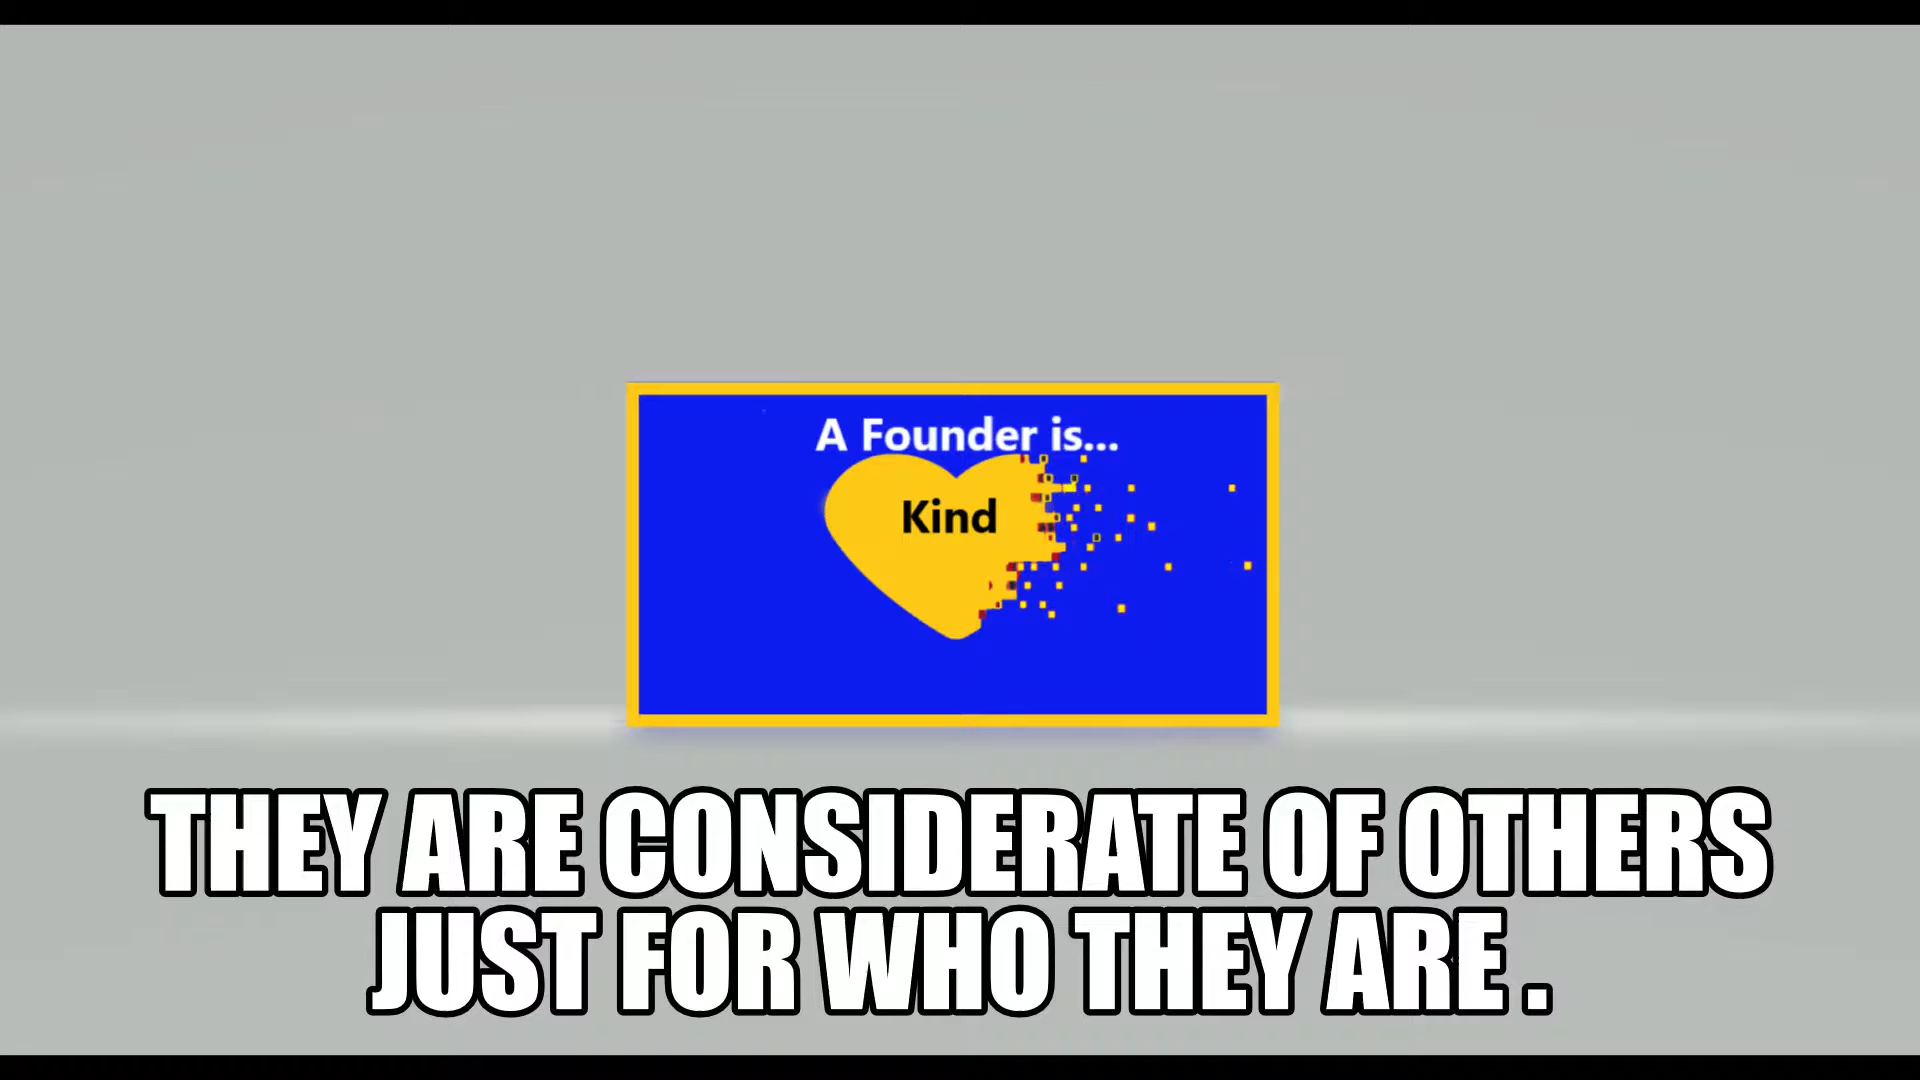 A Founder is...
Kind
THEY ARE CONSIDERATE OF OTHERS
JUST FOR WHO THEY ARE .